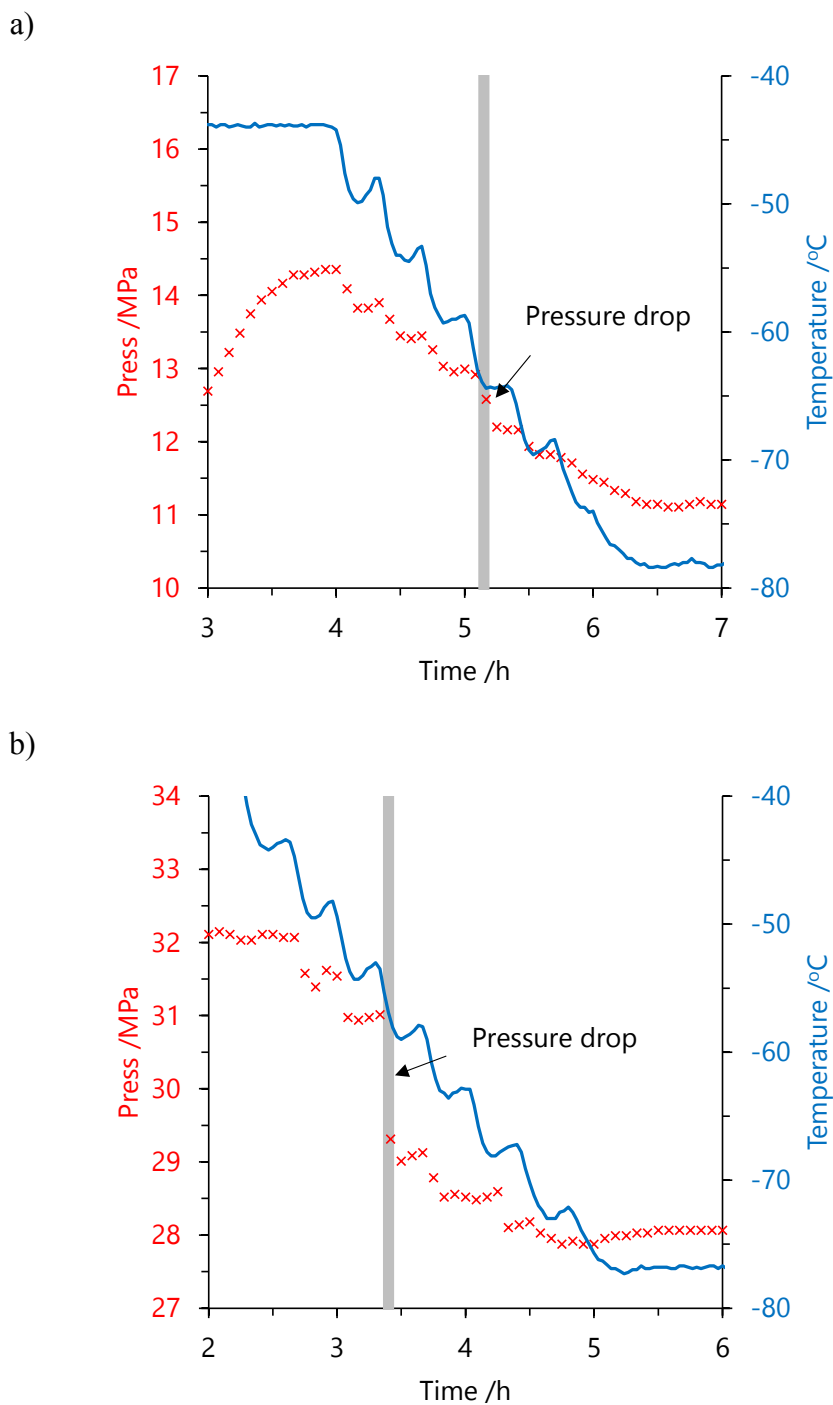 a)
17
16
15
14
13
12
11
10
Press /MPa
-40
-50
-60
-70
-80
Temperature /ºC
Pressure drop
3 4 5 6 7
Time /h
b)
34
33
32
31
30
29
28
27
Press /MPa
-40
-50
-60
-70
-80
Temperature /ºC
Pressure drop
2 3 4 5 6
Time /h